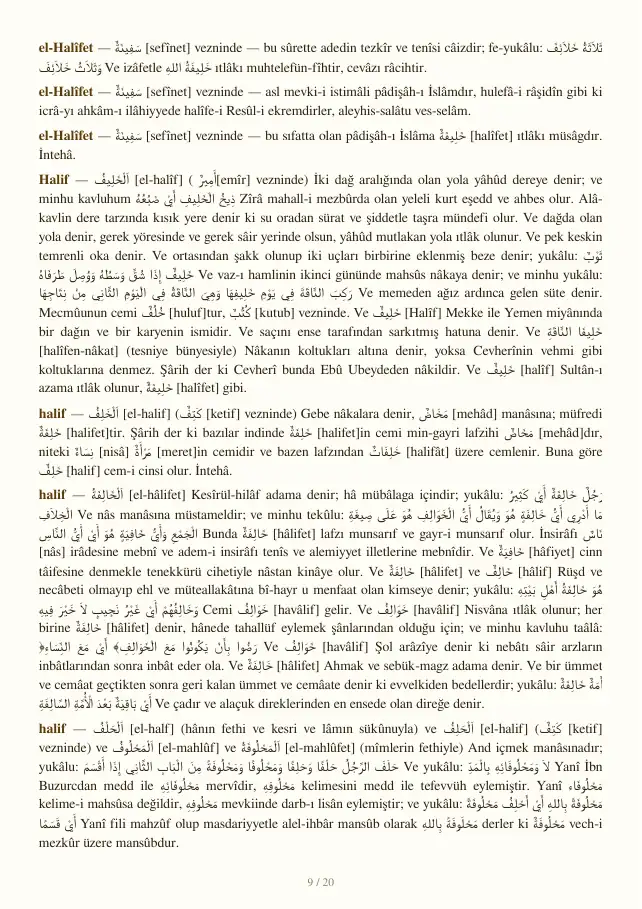 el-Halîfet — سَفِينَةٌ [sefînet] vezninde — bu sûrette adedin tezkîr ve tenîsi câizdir; fe-yukâlu: ثَلاَثَةُ خَلاَئِفَ
وَثَلاَثُ خَلاَئِفَ Ve izâfetle خَلِيفَةُ اللهِ ıtlâkı muhtelefün-fîhtir, cevâzı râcihtir.
el-Halîfet — سَفِينَةٌ [sefînet] vezninde — asl mevki-i istimâli pâdişâh-ı İslâmdır, hulefâ-i râşidîn gibi ki
icrâ-yı ahkâm-ı ilâhiyyede halîfe-i Resûl-i ekremdirler, aleyhis-salâtu ves-selâm.
el-Halîfet — سَفِينَةٌ [sefînet] vezninde — bu sıfatta olan pâdişâh-ı İslâma خَلِيفَةٌ [halîfet] ıtlâkı müsâgdır.
İntehâ.
Halif — اَلْخَلِيفُ [el-halîf] ( أَمِيرٌ[emîr] vezninde) İki dağ aralığında olan yola yâhûd dereye denir; ve
minhu kavluhum ذِيخُ الْخَلِيفِ أَيْ ضَبُعُهُ Zîrâ mahall-i mezbûrda olan yeleli kurt eşedd ve ahbes olur. Alâ-
kavlin dere tarzında kısık yere denir ki su oradan sürat ve şiddetle taşra mündefi olur. Ve dağda olan
yola denir, gerek yöresinde ve gerek sâir yerinde olsun, yâhûd mutlakan yola ıtlâk olunur. Ve pek keskin
temrenli oka denir. Ve ortasından şakk olunup iki uçları birbirine eklenmiş beze denir; yukâlu: ثَوْبٌ
خَلِيفٌ إِذَا شُقَّ وَسَطُهُ وَوُصِلَ طَرَفَاهُ Ve vaz-ı hamlinin ikinci gününde mahsûs nâkaya denir; ve minhu yukâlu:
رَكِبَ النَّاقَةَ فِي يَوْمِ خَلِيفِهَا وَهِيَ النَّاقَةُ فِي الْيَوْمِ الثَّانِي مِنْ نِتَاجِهَا Ve memeden ağız ardınca gelen süte denir.
Mecmûunun cemi خُلُفٌ [huluf]tur, كُتُبٌ [kutub] vezninde. Ve خَلِيفٌ [Halîf] Mekke ile Yemen miyânında
bir dağın ve bir karyenin ismidir. Ve saçını ense tarafından sarkıtmış hatuna denir. Ve خَلِيفَا النَّاقَةِ
[halîfen-nâkat] (tesniye bünyesiyle) Nâkanın koltukları altına denir, yoksa Cevherînin vehmi gibi
koltuklarına denmez. Şârih der ki Cevherî bunda Ebû Ubeydeden nâkildir. Ve خَلِيفٌ [halîf] Sultân-ı
azama ıtlâk olunur, خَلِيفَةٌ [halîfet] gibi.
halif — اَلْخَلِفُ [el-halif] (كَتِفٌ [ketif] vezninde) Gebe nâkalara denir, مَخَاضٌ [mehâd] manâsına; müfredi
خَلِفَةٌ [halifet]tir. Şârih der ki bazılar indinde خَلِفَةٌ [halifet]in cemi min-gayri lafzihi مَخَاضٌ [mehâd]dır,
niteki نِسَاءٌ [nisâ] مَرْأَةٌ [meret]in cemidir ve bazen lafzından خَلِفَاتٌ [halifât] üzere cemlenir. Buna göre
خَلِفٌ [halif] cem-i cinsi olur. İntehâ.
halif — اَلْخَالِفَةُ [el-hâlifet] Kesîrül-hilâf adama denir; hâ mübâlaga içindir; yukâlu: رَجُلٌ خَالِفَةٌ أَيْ كَثِيرُ
الْخِلاَفِ Ve nâs manâsına müstameldir; ve minhu tekûlu: مَا أَدْرِي أَيُّ خَالِفَةٍ هُوَ وَيُقَالُ أَيُّ الْخَوَالِفِ هُوَ عَلَى صِيغَةِ
الْجَمْعِ وَأَيُّ خَافِيَةٍ هُوَ أَيْ أَيُّ النَّاسِ Bunda خَالِفَةٌ [hâlifet] lafzı munsarıf ve gayr-i munsarıf olur. İnsirâfı نَاسٌ
[nâs] irâdesine mebnî ve adem-i insirâfı tenîs ve alemiyyet illetlerine mebnîdir. Ve خَافِيَةٌ [hâfiyet] cinn
tâifesine denmekle tenekkürü cihetiyle nâstan kinâye olur. Ve خَالِفَةٌ [hâlifet] ve خَالِفٌ [hâlif] Rüşd ve
necâbeti olmayıp ehl ve müteallakâtına bî-hayr u menfaat olan kimseye denir; yukâlu: هُوَ خَالِفَةُ أَهْلِ بَيْتِهِ
وَخَالِفُهُمْ أَيْ غَيْرُ نَجِيبٍ لاَ خَيْرَ فِيهِ Cemi خَوَالِفُ [havâlif] gelir. Ve خَوَالِفُ [havâlif] Nisvâna ıtlâk olunur; her
birine خَالِفَةٌ [hâlifet] denir, hânede tahallüf eylemek şânlarından olduğu için; ve minhu kavluhu taâlâ:
﴿رَضُوا بِأَنْ يَكُونُوا مَعَ الْخَوَالِفِ﴾ أَيْ مَعَ النِّسَاءِ Ve خَوَالِفُ [havâlif] Şol arâzîye denir ki nebâtı sâir arzların
inbâtlarından sonra inbât eder ola. Ve خَالِفَةٌ [hâlifet] Ahmak ve sebük-magz adama denir. Ve bir ümmet
ve cemâat geçtikten sonra geri kalan ümmet ve cemâate denir ki evvelkiden bedellerdir; yukâlu: أُمَّةٌ خَالِفَةٌ
أَيْ بَاقِيَةٌ بَعْدَ الْأُمَّةِ السَّالِفَةِ Ve çadır ve alaçuk direklerinden en ensede olan direğe denir.
halif — اَلْخَلْفُ [el-half] (hânın fethi ve kesri ve lâmın sükûnuyla) ve اَلْحَلِفُ [el-halif] (كَتِفٌ [ketif]
vezninde) ve اَلْمَحْلُوفُ [el-mahlûf] ve اَلْمَحْلُوفَةُ [el-mahlûfet] (mîmlerin fethiyle) And içmek manâsınadır;
yukâlu: حَلَفَ الرَّجُلُ حَلْفًا وَحِلِفًا وَمَحْلُوفًا وَمَحْلُوفَةً مِنَ الْبَابِ الثَّانِي إِذَا أَقْسَمَ Ve yukâlu: لاَ وَمَحْلُوفَائِهِ بِالْمَدِّ Yanî İbn
Buzurcdan medd ile مَحْلُوفَائِهِ mervîdir, مَحْلُوفِهِ kelimesini medd ile tefevvüh eylemiştir. Yanî مَحْلُوفَاء
kelime-i mahsûsa değildir, مَحْلُوفِهِ mevkiinde darb-ı lisân eylemiştir; ve yukâlu: مَحْلُوفَةً بِاللهِ أَيْ أَحْلِفُ مَحْلُوفَةً
أَيْ قَسَمًا Yanî fili mahzûf olup masdariyyetle alel-ihbâr mansûb olarak مَحْلُوفَةً بِاللهِ derler ki vech-i
mezkûr üzere mansûbdur.
9 / 20